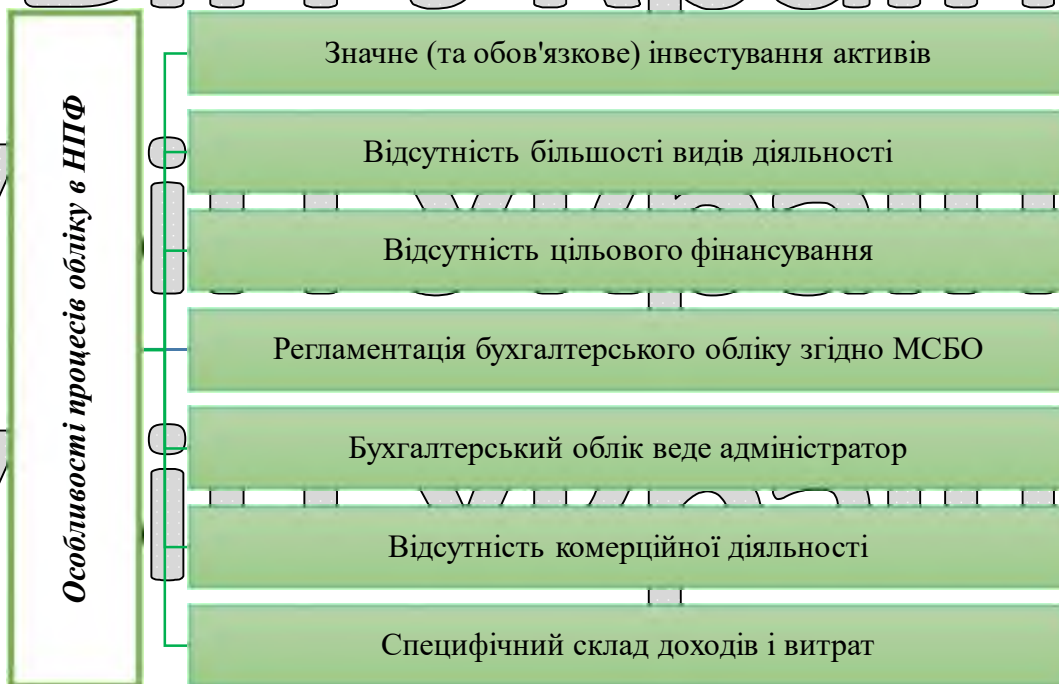 Особливості процесів обліку в НПФ
Значне (та обов'язкове) інвестування активів
Відсутність більшості видів діяльності
Відсутність цільового фінансування
Регламентація бухгалтерського обліку згідно МСБО
Бухгалтерський облік веде адміністратор
Відсутність комерційної діяльності
Специфічний склад доходів і витрат